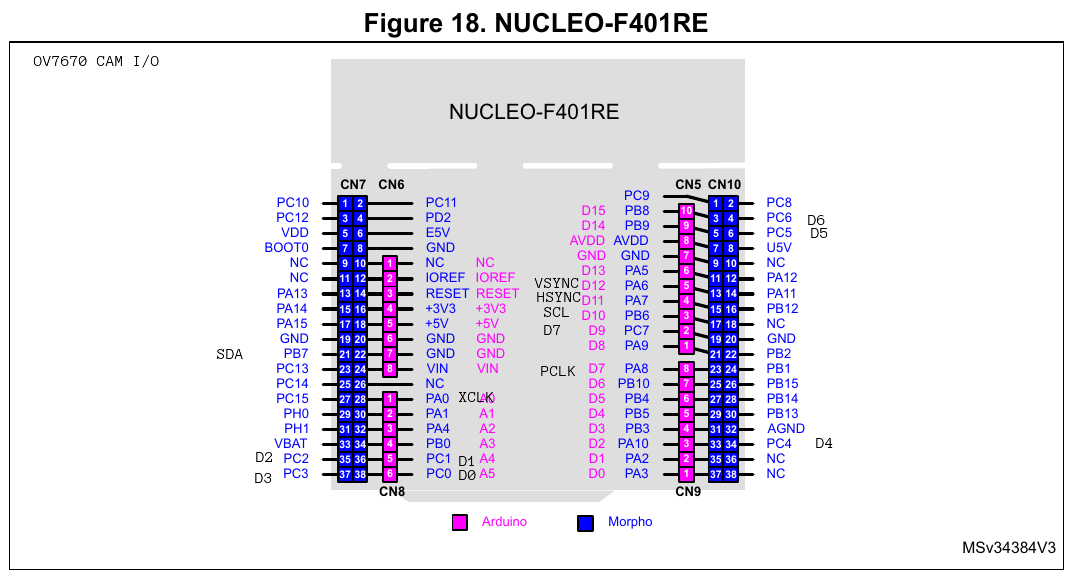 Figure 18. NUCLEO-F401RE
OV7670 CAM I/O
NUCLEO-F401RE
CN7 CN6 CN5 CN10
PC9
PC10 1 2 PC11 D15 PB8 10 1 2 PC8
PC12 3 4 PD2 D14 PB9 9 3 4 PC6 D6
VDD 5 6 E5V AVDD AVDD 8 5 6 PC5 D5
BOOT0 7 8 GND GND GND 7 7 8 U5V
NC 9 10 1 NC NC D13 PA5 6 9 10 NC
NC 11 12 2 IOREF IOREF VSYNC D12 PA6 5 11 12 PA12
PA13 13 14 3 RESET RESET HSYNC D11 PA7 4 13 14 PA11
PA14 15 16 4 +3V3 +3V3 SCL D10 PB6 3 15 16 PB12
PA15 17 18 5 +5V +5V D7 D9 PC7 2 17 18 NC
GND 19 20 6 GND GND D8 PA9 1 19 20 GND
SDA PB7 21 22 7 GND GND 21 22 PB2
PC13 23 24 8 VIN VIN PCLK D7 PA8 8 23 24 PB1
PC14 25 26 NC D6 PB10 7 25 26 PB15
PC15 27 28 1 PA0 XCLK A0 D5 PB4 6 27 28 PB14
PH0 29 30 2 PA1 A1 D4 PB5 5 29 30 PB13
PH1 31 32 3 PA4 A2 D3 PB3 4 31 32 AGND
VBAT 33 34 4 PB0 A3 D2 PA10 3 33 34 PC4 D4
D2 PC2 35 36 5 PC1 D1 A4 D1 PA2 2 35 36 NC
D3 PC3 37 38 6 PC0 D0 A5 D0 PA3 1 37 38 NC
CN8 CN9
Arduino Morpho
MSv34384V3